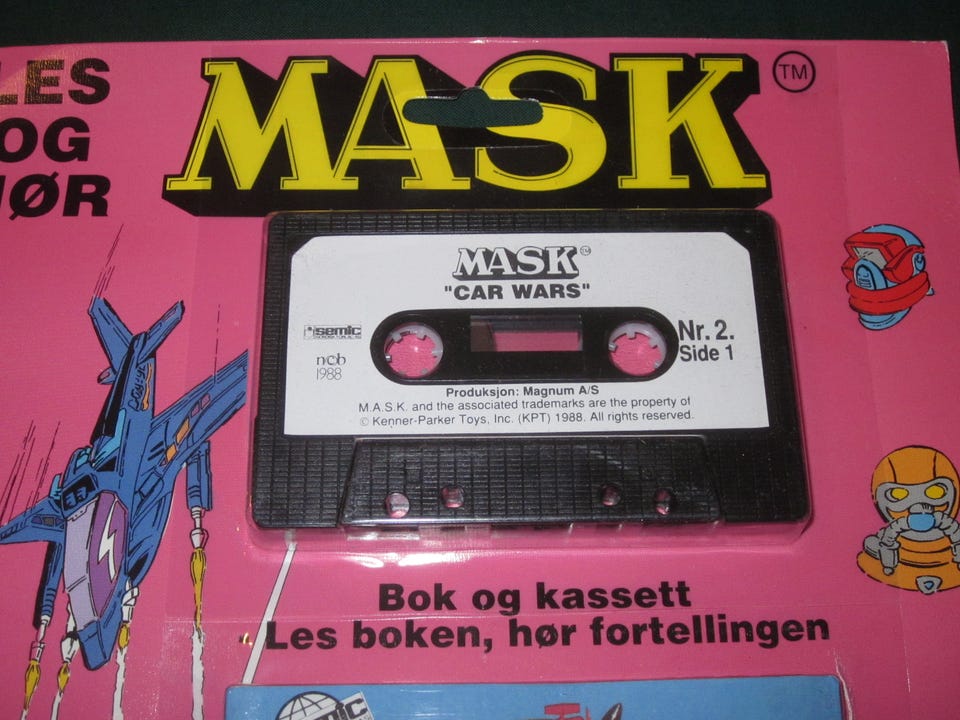 LES
OG
HØR
MASK TM
MASK TM
"CAR WARS"
semic
Nr. 2.
Side 1
ncb
1988
Produksjon: Magnum A/S
M.A.S.K. and the associated trademarks are the property of
© Kenner-Parker Toys, Inc. (KPT) 1988. All rights reserved.
Bok og kassett
Les boken, hør fortellingen